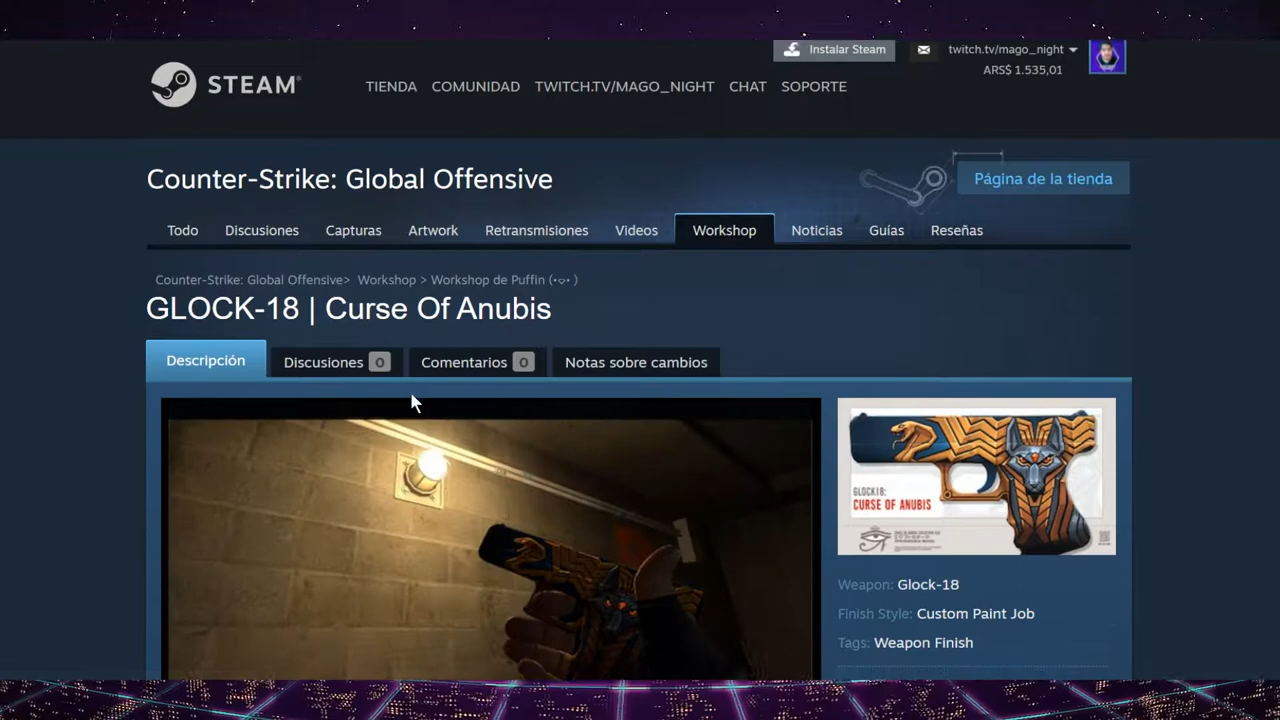 Instalar Steam
twitch.tv/mago_night
ARS$ 1.535,01
STEAM
TIENDA COMUNIDAD TWITCH.TV/MAGO_NIGHT CHAT SOPORTE
Counter-Strike: Global Offensive
Página de la tienda
Todo Discusiones Capturas Artwork Retransmisiones Videos Workshop Noticias Guías Reseñas
Counter-Strike: Global Offensive> Workshop > Workshop de Puffin
GLOCK-18 | Curse Of Anubis
Descripción Discusiones 0 Comentarios 0 Notas sobre cambios
GLOCK18:
CURSE OF ANUBIS
Weapon: Glock-18
Finish Style: Custom Paint Job
Tags: Weapon Finish